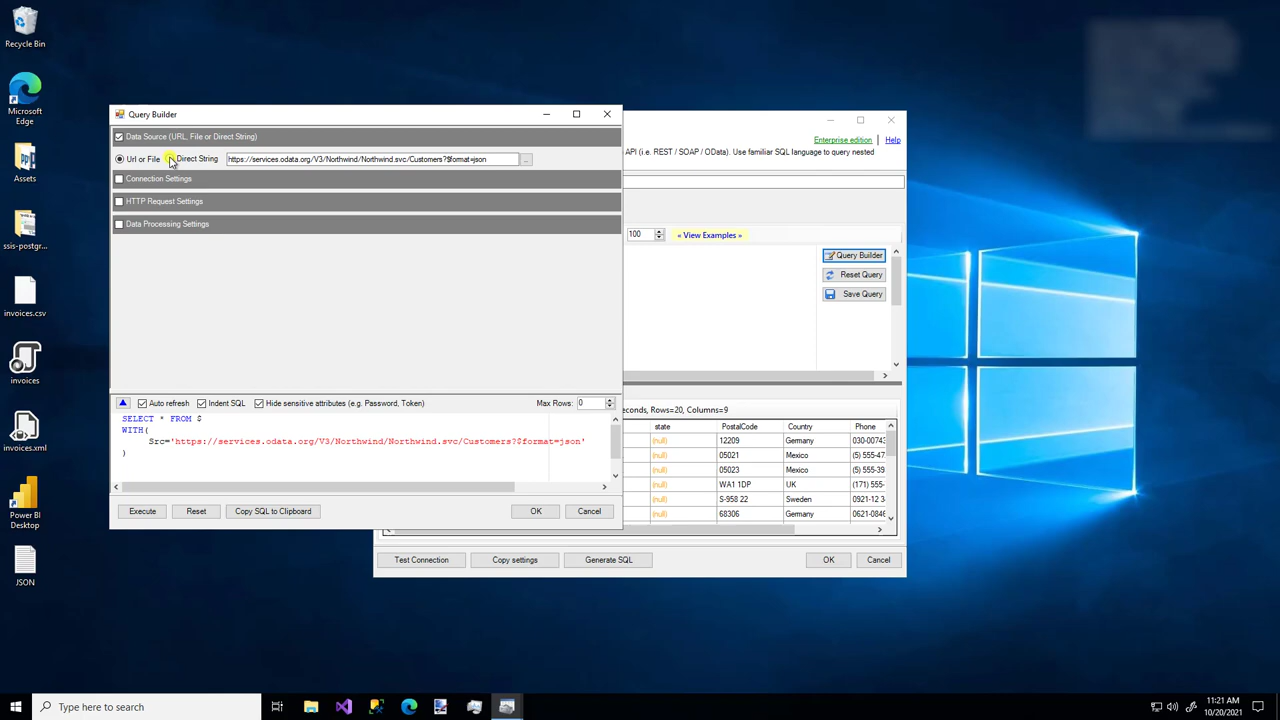 Recycle Bin
Microsoft
Edge
Assets
ssis-postgr...
invoices.csv
invoices
invoices.xml
Power BI
Desktop
JSON
Query Builder
Data Source (URL, File or Direct String)
Url or File
Direct String
https://services.odata.org/V3/Northwind/Northwind.svc/Customers?$format=json
...
Connection Settings
HTTP Request Settings
Data Processing Settings
Auto refresh
Indent SQL
Hide sensitive attributes (e.g. Password, Token)
Max Rows:
0
SELECT * FROM $
WITH(
Src='https://services.odata.org/V3/Northwind/Northwind.svc/Customers?$format=json'
)
Execute
Reset
Copy SQL to Clipboard
OK
Cancel
Enterprise edition
Help
API (i.e. REST / SOAP / OData). Use familiar SQL language to query nested
100
« View Examples »
Query Builder
Reset Query
Save Query
econds, Rows=20, Columns=9
state PostalCode Country Phone
(null) 12209 Germany 030-00743
(null) 05021 Mexico (5) 555-47
(null) 05023 Mexico (5) 555-39
(null) WA1 1DP UK (171) 555-
(null) S-958 22 Sweden 0921-12 3
(null) 68306 Germany 0621-0846
Test Connection
Copy settings
Generate SQL
OK
Cancel
Type here to search
11:21 AM
10/20/2021